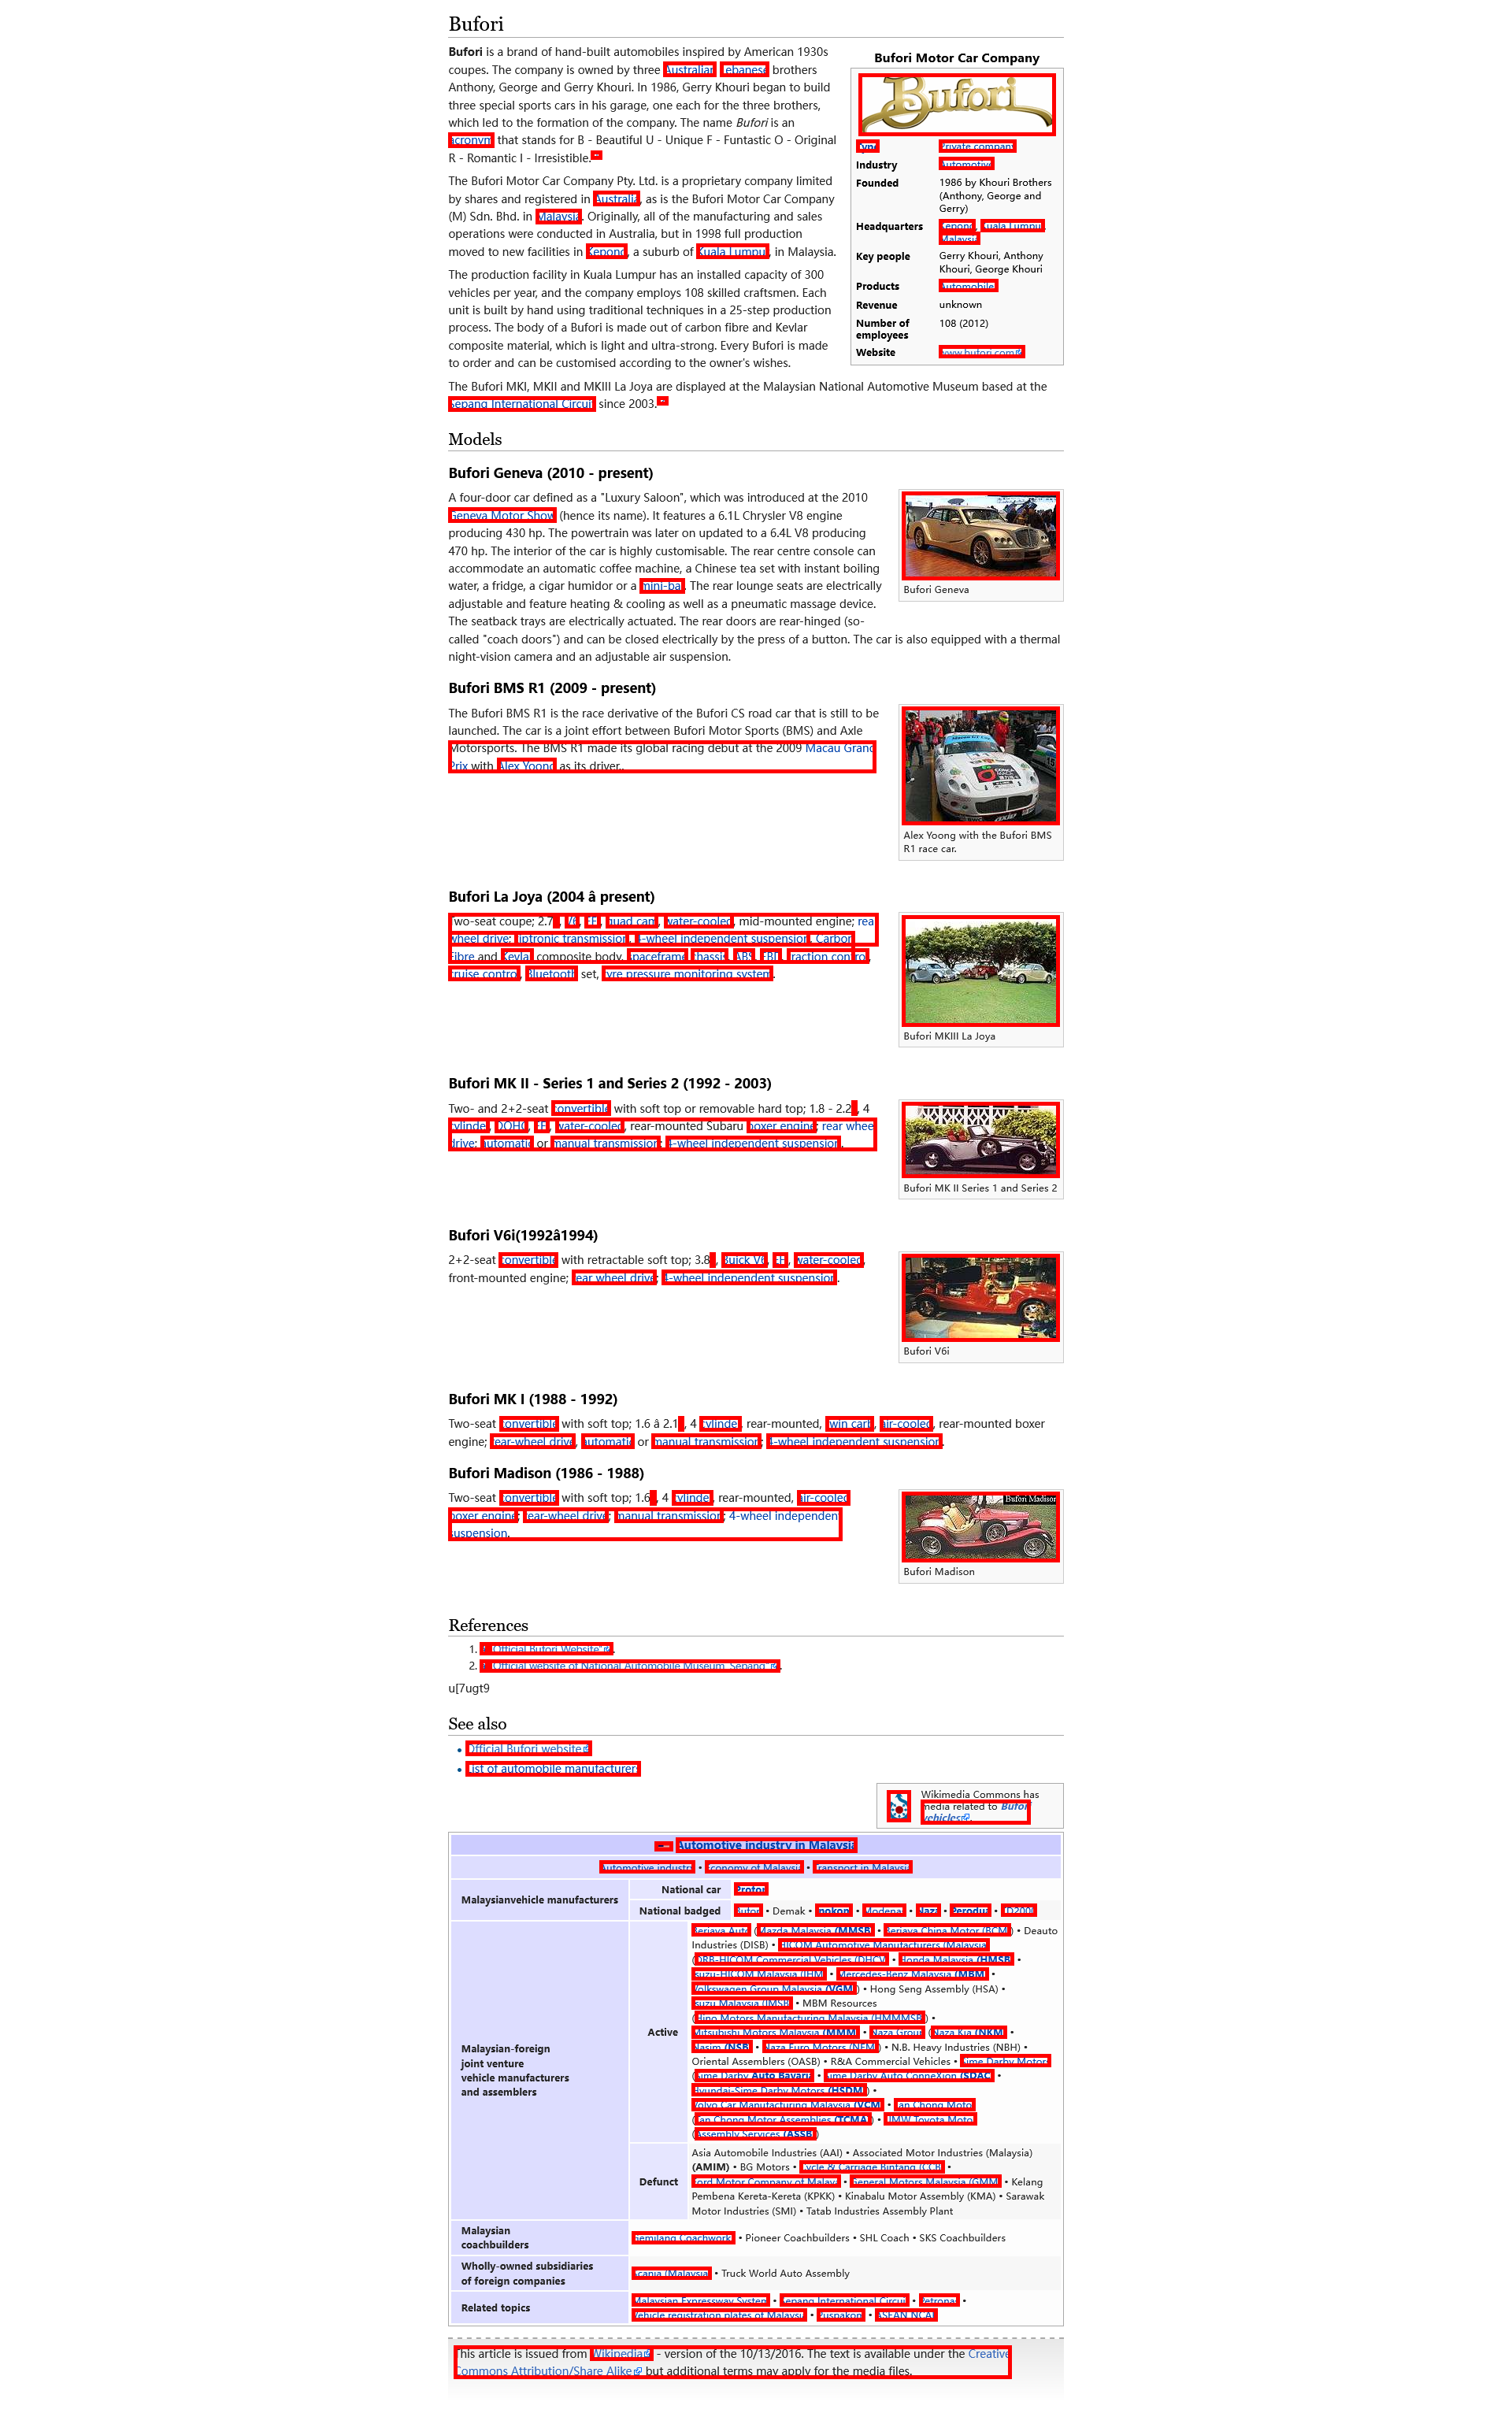 Bufori
Bufori is a brand of hand-built automobiles inspired by American 1930s
coupes. The company is owned by three Australian Lebanese brothers
Anthony, George and Gerry Khouri. In 1986, Gerry Khouri began to build
three special sports cars in his garage, one each for the three brothers,
which led to the formation of the company. The name Bufori is an
acronym that stands for B - Beautiful U - Unique F - Funtastic O - Original
R - Romantic I - Irresistible.
The Bufori Motor Car Company Pty. Ltd. is a proprietary company limited
by shares and registered in Australia, as is the Bufori Motor Car Company
(M) Sdn. Bhd. in Malaysia. Originally, all of the manufacturing and sales
operations were conducted in Australia, but in 1998 full production
moved to new facilities in Kepong, a suburb of Kuala Lumpur, in Malaysia.
The production facility in Kuala Lumpur has an installed capacity of 300
vehicles per year, and the company employs 108 skilled craftsmen. Each
unit is built by hand using traditional techniques in a 25-step production
process. The body of a Bufori is made out of carbon fibre and Kevlar
composite material, which is light and ultra-strong. Every Bufori is made
to order and can be customised according to the owner's wishes.
The Bufori MKI, MKII and MKIII La Joya are displayed at the Malaysian National Automotive Museum based at the
Sepang International Circuit since 2003.
Bufori Motor Car Company
Bufori
Type Private company
Industry Automotive
Founded 1986 by Khouri Brothers
(Anthony, George and
Gerry)
Headquarters Kepong, Kuala Lumpur,
Malaysia
Key people Gerry Khouri, Anthony
Khouri, George Khouri
Products Automobiles
Revenue unknown
Number of 108 (2012)
employees
Website www.bufori.com
Models
Bufori Geneva (2010 - present)
A four-door car defined as a "Luxury Saloon", which was introduced at the 2010
Geneva Motor Show (hence its name). It features a 6.1L Chrysler V8 engine
producing 430 hp. The powertrain was later on updated to a 6.4L V8 producing
470 hp. The interior of the car is highly customisable. The rear centre console can
accommodate an automatic coffee machine, a Chinese tea set with instant boiling
water, a fridge, a cigar humidor or a mini-bar. The rear lounge seats are electrically
adjustable and feature heating & cooling as well as a pneumatic massage device.
The seatback trays are electrically actuated. The rear doors are rear-hinged (so-
called "coach doors") and can be closed electrically by the press of a button. The car is also equipped with a thermal
night-vision camera and an adjustable air suspension.
Bufori Geneva
Bufori BMS R1 (2009 - present)
The Bufori BMS R1 is the race derivative of the Bufori CS road car that is still to be
launched. The car is a joint effort between Bufori Motor Sports (BMS) and Axle
Motorsports. The BMS R1 made its global racing debut at the 2009 Macau Grand
Prix with Alex Yoong as its driver..
Alex Yoong with the Bufori BMS
R1 race car.
Bufori La Joya (2004 â present)
Two-seat coupe; 2.7 , V6, EFI, quad cam, water-cooled, mid-mounted engine; rear
wheel drive; tiptronic transmission, 4-wheel independent suspension, Carbon
Fibre and Kevlar composite body, spaceframe chassis, ABS, EBD, traction control,
cruise control, Bluetooth set, tyre pressure monitoring system.
Bufori MKIII La Joya
Bufori MK II - Series 1 and Series 2 (1992 - 2003)
Two- and 2+2-seat convertible with soft top or removable hard top; 1.8 - 2.2 , 4
cylinder, DOHC, EFI, water-cooled, rear-mounted Subaru boxer engine; rear wheel
drive; automatic or manual transmission; 4-wheel independent suspension.
Bufori MK II Series 1 and Series 2
Bufori V6i(1992â1994)
2+2-seat convertible with retractable soft top; 3.8 , Buick V6, EFI, water-cooled,
front-mounted engine; rear wheel drive; 4-wheel independent suspension.
Bufori V6i
Bufori MK I (1988 - 1992)
Two-seat convertible with soft top; 1.6 â 2.1 , 4 cylinder, rear-mounted, twin carb, air-cooled, rear-mounted boxer
engine; rear-wheel drive, automatic or manual transmission; 4-wheel independent suspension.
Bufori Madison (1986 - 1988)
Two-seat convertible with soft top; 1.6 , 4 cylinder, rear-mounted, air-cooled
boxer engine; rear-wheel drive; manual transmission; 4-wheel independent
suspension.
Bufori Madison
Bufori Madison
References
1. "Official Bufori Website".
2. "Official website of National Automobile Museum, Sepang".
u[7ugt9
See also
• Official Bufori website
• List of automobile manufacturers
Wikimedia Commons has
media related to Bufori
vehicles.
Automotive industry in Malaysia
Automotive industry • Economy of Malaysia • Transport in Malaysia
Malaysianvehicle manufacturers
National car Proton
National badged Bufori • Demak • Inokom • Modenas • Naza • Perodua • TD2000
Malaysian-foreign
joint venture
vehicle manufacturers
and assemblers
Active
Berjaya Auto (Mazda Malaysia (MMSB) • Berjaya China Motor (BCM)) • Deauto
Industries (DISB) • HICOM Automotive Manufacturers (Malaysia)
(DRB-HICOM Commercial Vehicles (DHCV) • Honda Malaysia (HMSB) •
Isuzu-HICOM Malaysia (IHM) • Mercedes-Benz Malaysia (MBM) •
Volkswagen Group Malaysia (VGM)) • Hong Seng Assembly (HSA) •
Isuzu Malaysia (IMSB) • MBM Resources
(Hino Motors Manufacturing Malaysia (HMMMSB)) •
Mitsubishi Motors Malaysia (MMM) • Naza Group (Naza Kia (NKM) •
Nasim (NSB) • Naza Euro Motors (NEM)) • N.B. Heavy Industries (NBH) •
Oriental Assemblers (OASB) • R&A Commercial Vehicles • Sime Darby Motors
(Sime Darby Auto Bavaria • Sime Darby Auto ConneXion (SDAC) •
Hyundai-Sime Darby Motors (HSDM)) •
Volvo Car Manufacturing Malaysia (VCM) • Tan Chong Motor
(Tan Chong Motor Assemblies (TCMA)) • UMW Toyota Motor
(Assembly Services (ASSB))
Defunct
Asia Automobile Industries (AAI) • Associated Motor Industries (Malaysia)
(AMIM) • BG Motors • Cycle & Carriage Bintang (CCB) •
Ford Motor Company of Malaya • General Motors Malaysia (GMM) • Kelang
Pembena Kereta-Kereta (KPKK) • Kinabalu Motor Assembly (KMA) • Sarawak
Motor Industries (SMI) • Tatab Industries Assembly Plant
Malaysian
coachbuilders
Gemilang Coachworks • Pioneer Coachbuilders • SHL Coach • SKS Coachbuilders
Wholly-owned subsidiaries
of foreign companies
Scania (Malaysia) • Truck World Auto Assembly
Related topics
Malaysian Expressway System • Sepang International Circuit • Petronas •
Vehicle registration plates of Malaysia • Puspakom • ASEAN NCAP
This article is issued from Wikipedia - version of the 10/13/2016. The text is available under the Creative
Commons Attribution/Share Alike but additional terms may apply for the media files.